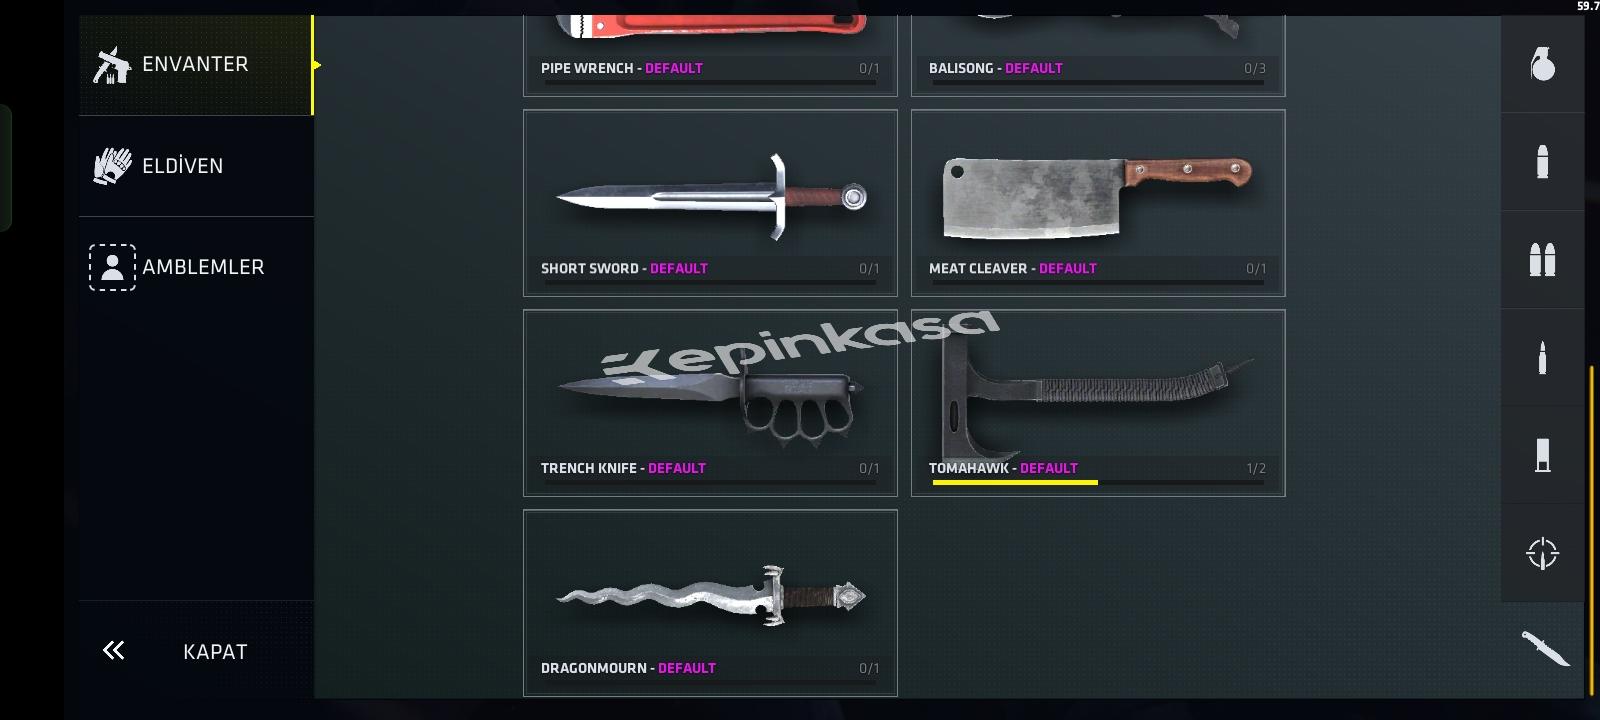 59.7
ENVANTER
ELDİVEN
AMBLEMLER
KAPAT
PIPE WRENCH - DEFAULT 0/1
BALISONG - DEFAULT 0/3
SHORT SWORD - DEFAULT 0/1
MEAT CLEAVER - DEFAULT 0/1
kepinkasa
TRENCH KNIFE - DEFAULT 0/1
TOMAHAWK - DEFAULT 1/2
DRAGONMOURN - DEFAULT 0/1